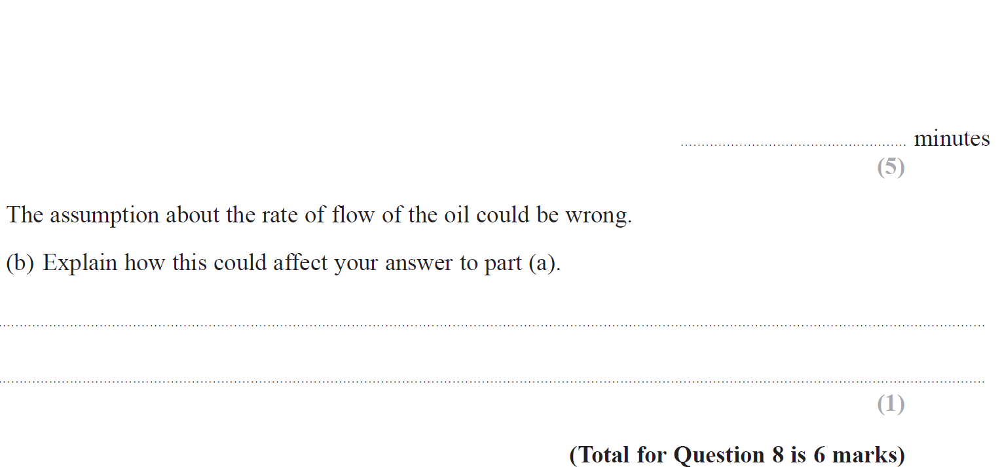 minutes
(5)
The assumption about the rate of flow of the oil could be wrong.
(b) Explain how this could affect your answer to part (a).
(1)
(Total for Question 8 is 6 marks)